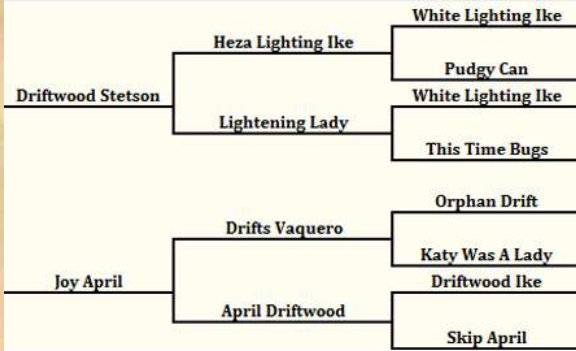 White Lighting Ike
Heza Lighting Ike
Pudgy Can
Driftwood Stetson
White Lighting Ike
Lightening Lady
This Time Bugs
Orphan Drift
Drifts Vaquero
Katy Was A Lady
Joy April
Driftwood Ike
April Driftwood
Skip April